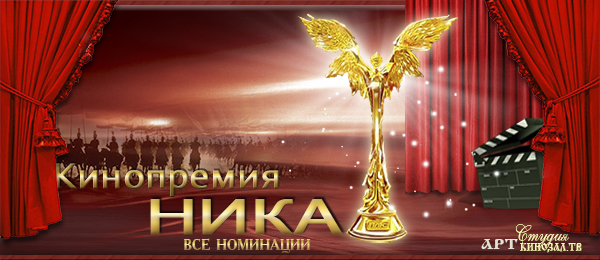 Кинопремия
НИКА
ВСЕ НОМИНАЦИИ
АРТ Студия
КИНОЗАЛ.ТВ